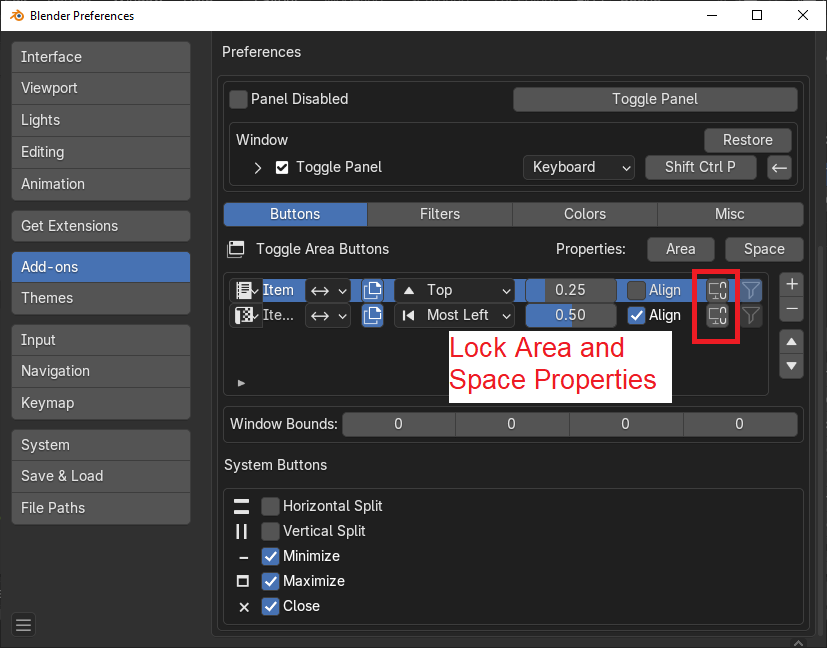 Blender Preferences
Interface
Viewport
Lights
Editing
Animation
Get Extensions
Add-ons
Themes
Input
Navigation
Keymap
System
Save & Load
File Paths
Preferences
Panel Disabled
Toggle Panel
Window
Restore
Toggle Panel
Keyboard
Shift Ctrl P
Buttons
Filters
Colors
Misc
Toggle Area Buttons
Properties:
Area
Space
Item
Top
0.25
Align
Ite...
Most Left
0.50
Align
Lock Area and
Space Properties
Window Bounds:
0
0
0
0
System Buttons
Horizontal Split
Vertical Split
Minimize
Maximize
Close